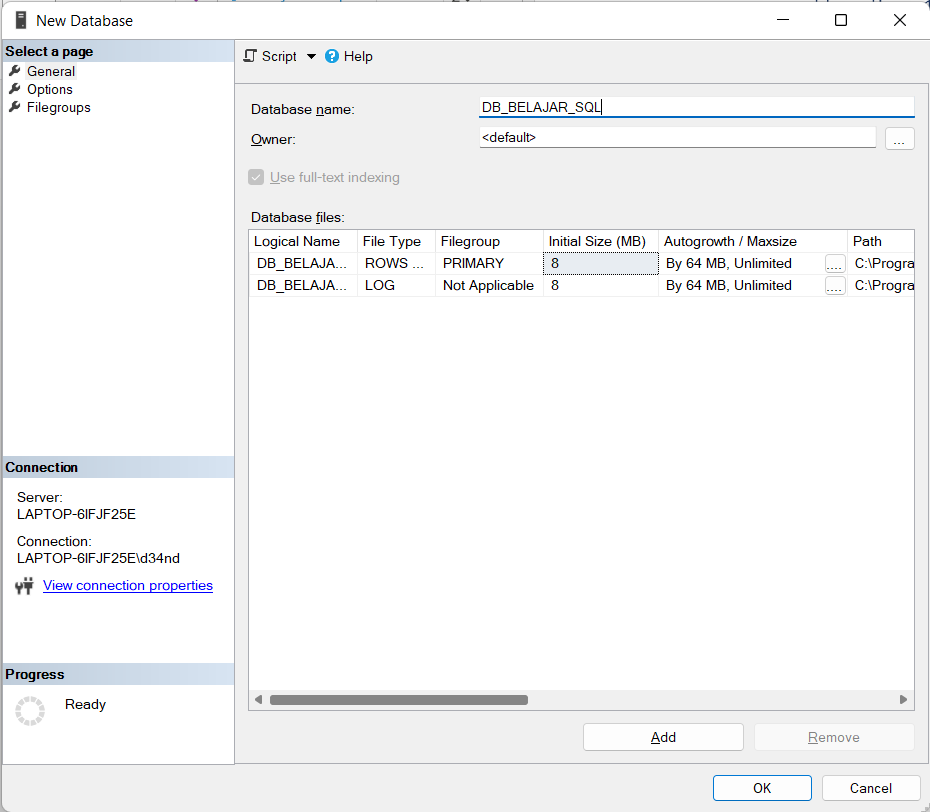 New Database
Select a page
General
Options
Filegroups
Script
Help
Database name: DB_BELAJAR_SQL
Owner: <default> ...
Use full-text indexing
Database files:
Logical Name File Type Filegroup Initial Size (MB) Autogrowth / Maxsize Path
DB_BELAJA... ROWS ... PRIMARY 8 By 64 MB, Unlimited .... C:\Progra
DB_BELAJA... LOG Not Applicable 8 By 64 MB, Unlimited .... C:\Progra
Connection
Server:
LAPTOP-6IFJF25E
Connection:
LAPTOP-6IFJF25E\d34nd
View connection properties
Progress
Ready
Add Remove
OK Cancel